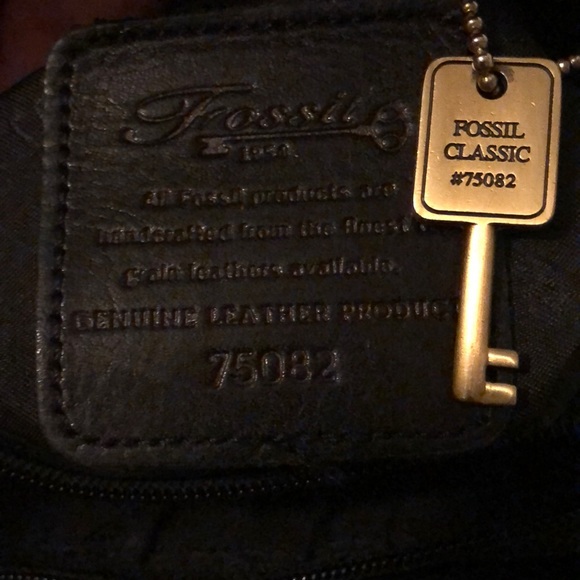 Fossil
1954
All Fossil products are
handcrafted from the finest
grain leathers available.
GENUINE LEATHER PRODUCT
75082
FOSSIL
CLASSIC
#75082